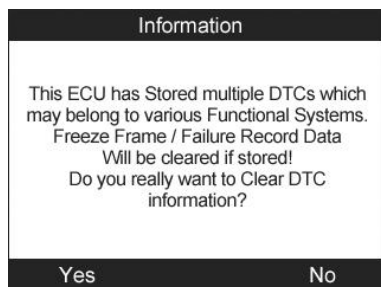 Information
This ECU has Stored multiple DTCs which
may belong to various Functional Systems.
Freeze Frame / Failure Record Data
Will be cleared if stored!
Do you really want to Clear DTC
information?
Yes No